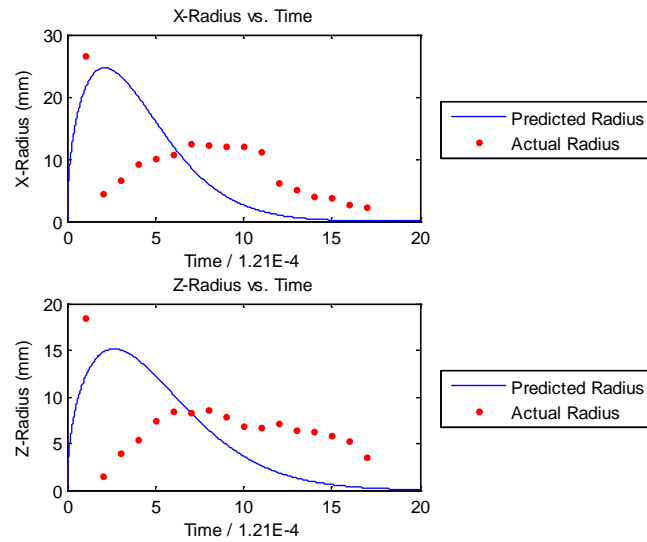 X-Radius vs. Time
30
20
10
0
X-Radius (mm)
0 5 10 15 20
Time / 1.21E-4
Predicted Radius
Actual Radius
Z-Radius vs. Time
20
15
10
5
0
Z-Radius (mm)
0 5 10 15 20
Time / 1.21E-4
Predicted Radius
Actual Radius